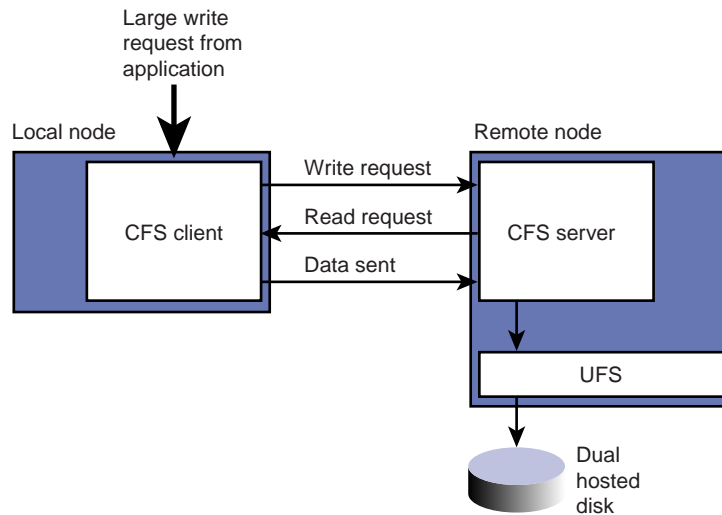 Large write
request from
application
Local node
Remote node
Write request
Read request
CFS client
CFS server
Data sent
UFS
Dual
hosted
disk